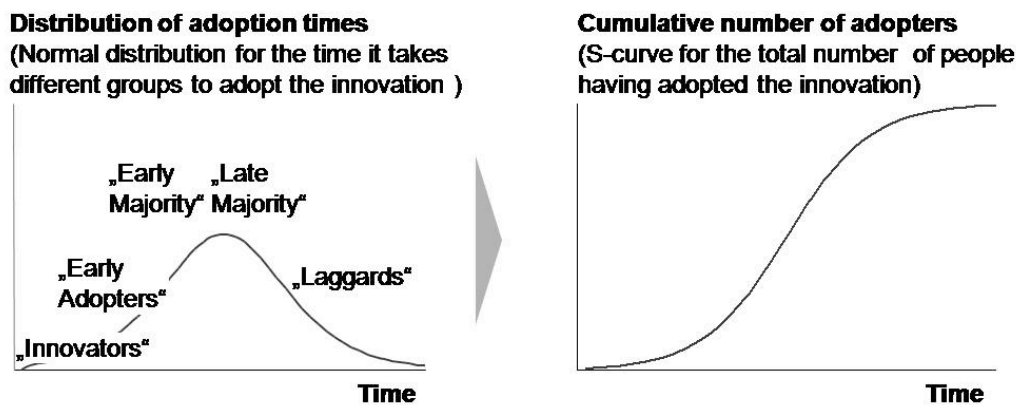 Distribution of adoption times
(Normal distribution for the time it takes
different groups to adopt the innovation )
„Early
Majority“
„Late
Majority“
„Early
Adopters“
„Laggards“
„Innovators“
Time
Cumulative number of adopters
(S-curve for the total number of people
having adopted the innovation)
Time